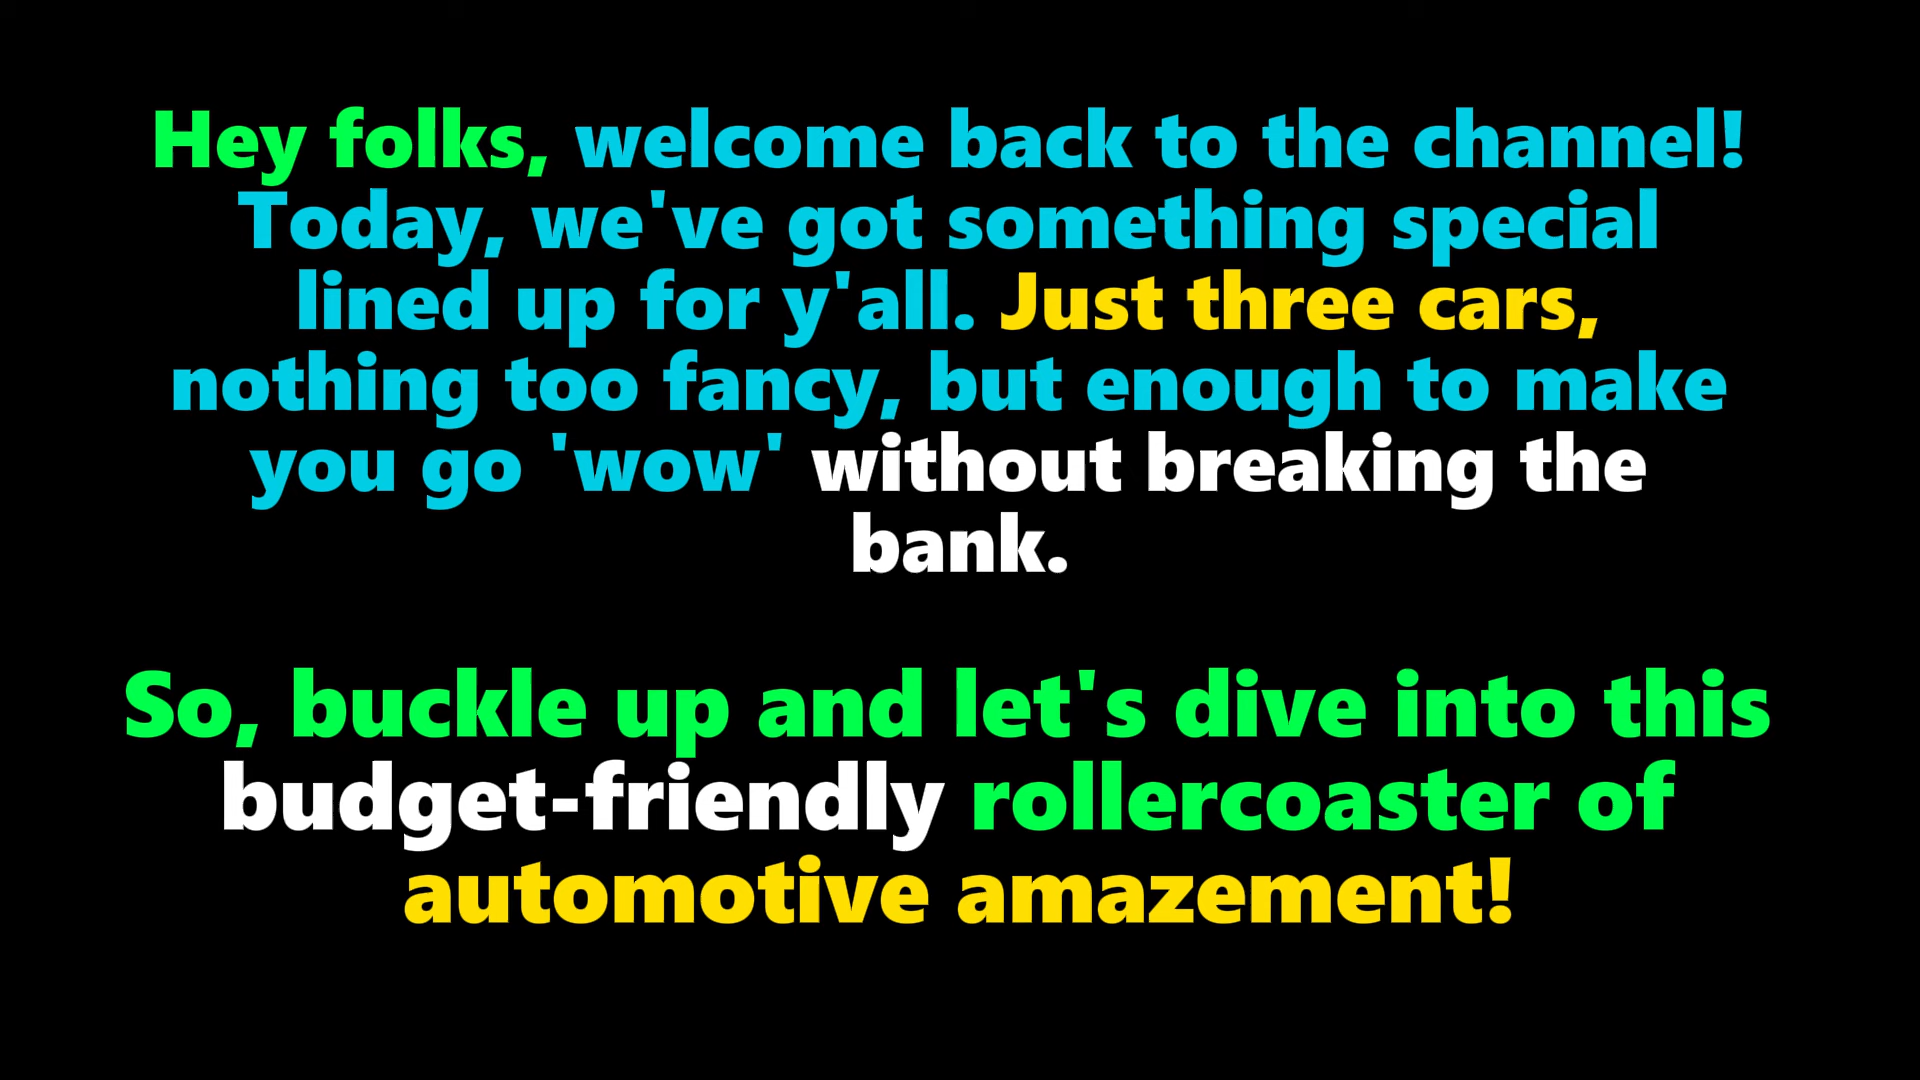 Hey folks, welcome back to the channel!
Today, we've got something special
lined up for y'all. Just three cars,
nothing too fancy, but enough to make
you go 'wow' without breaking the
bank.
So, buckle up and let's dive into this
budget-friendly rollercoaster of
automotive amazement!